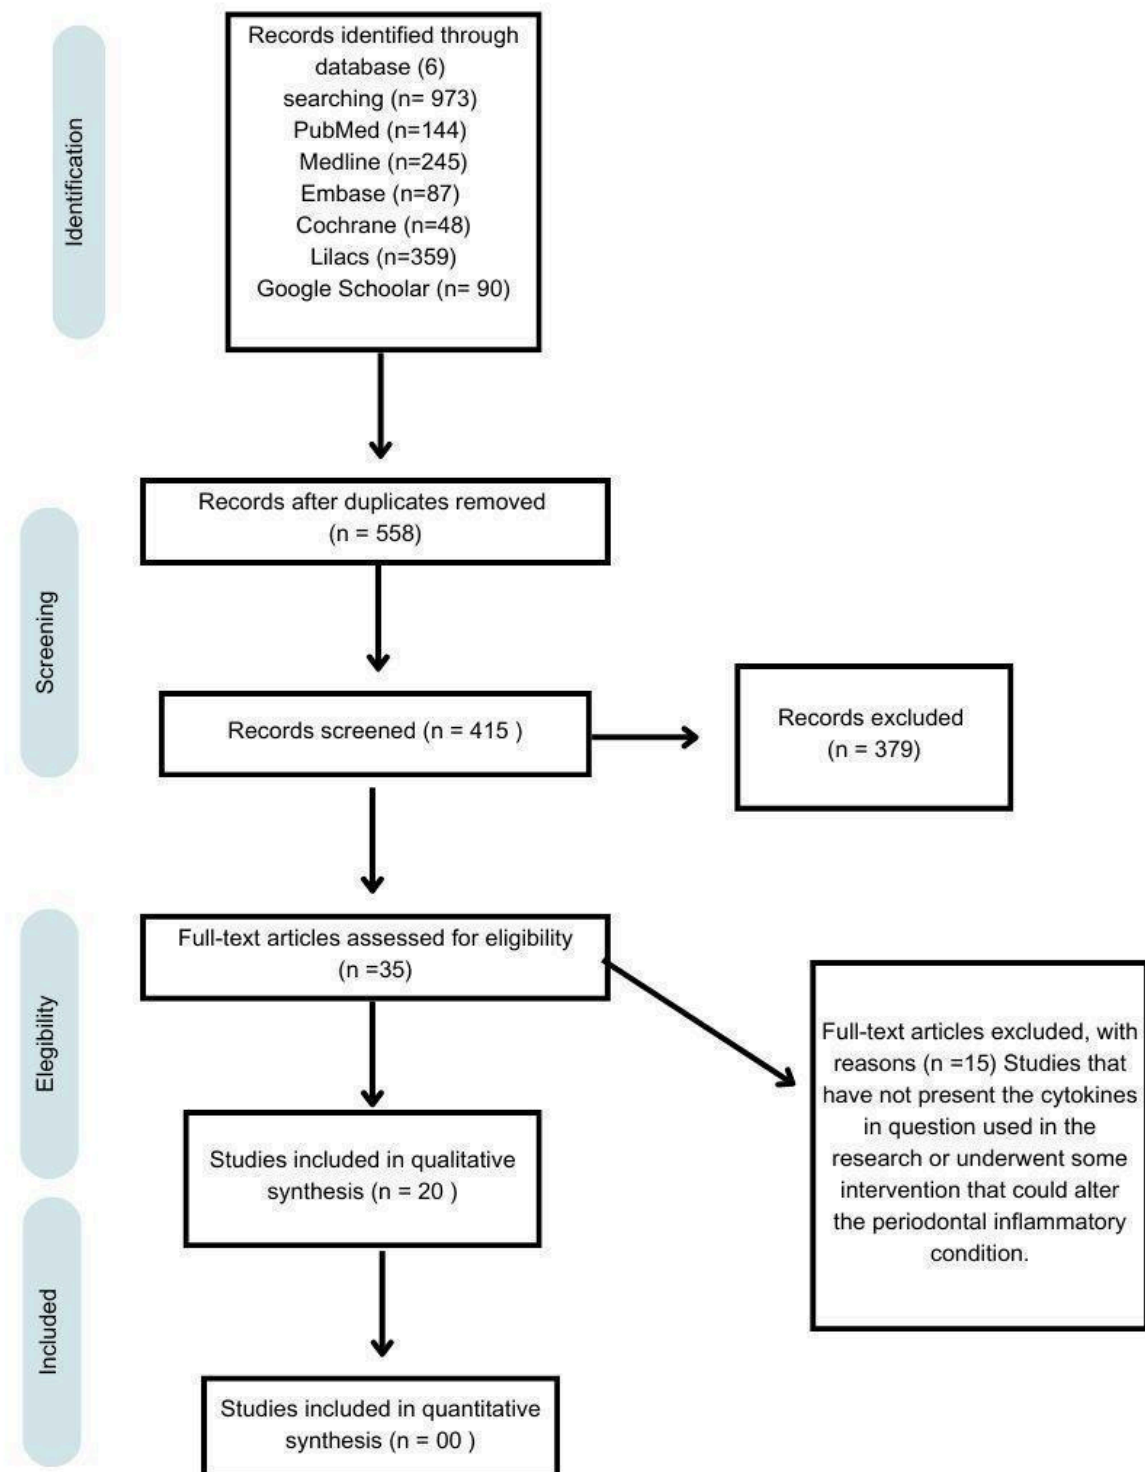 Identification
Records identified through
database (6)
searching (n= 973)
PubMed (n=144)
Medline (n=245)
Embase (n=87)
Cochrane (n=48)
Lilacs (n=359)
Google Schoolar (n= 90)
Records after duplicates removed
(n = 558)
Screening
Records screened (n = 415 )
Records excluded
(n = 379)
Elegibility
Full-text articles assessed for eligibility
(n =35)
Full-text articles excluded, with
reasons (n =15) Studies that
have not present the cytokines
in question used in the
research or underwent some
intervention that could alter
the periodontal inflammatory
condition.
Studies included in qualitative
synthesis (n = 20 )
Included
Studies included in quantitative
synthesis (n = 00 )